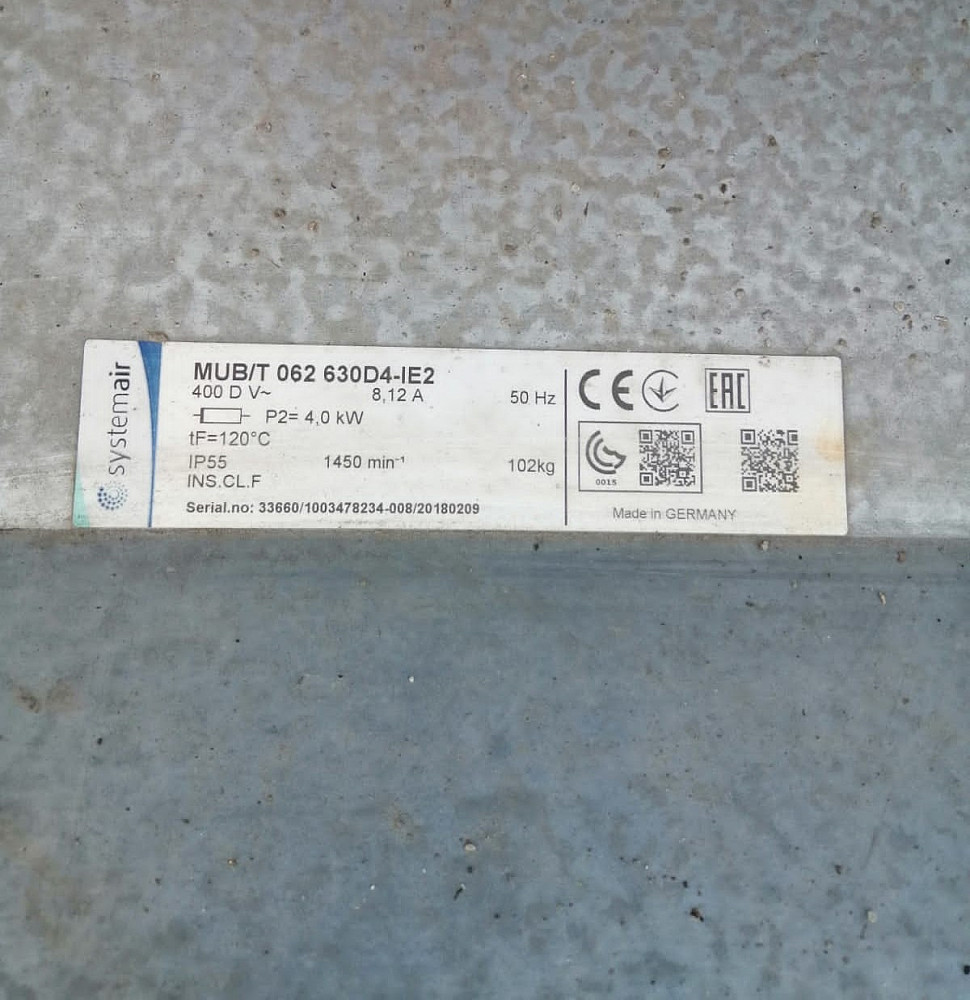 systemair
MUB/T 062 630D4-IE2
400 D V~ 8,12 A 50 Hz
P2= 4,0 kW
tF=120°C
IP55 1450 min⁻¹ 102kg
INS.CL.F
Serial.no: 33660/1003478234-008/20180209
CE EAC
0015
Made in GERMANY